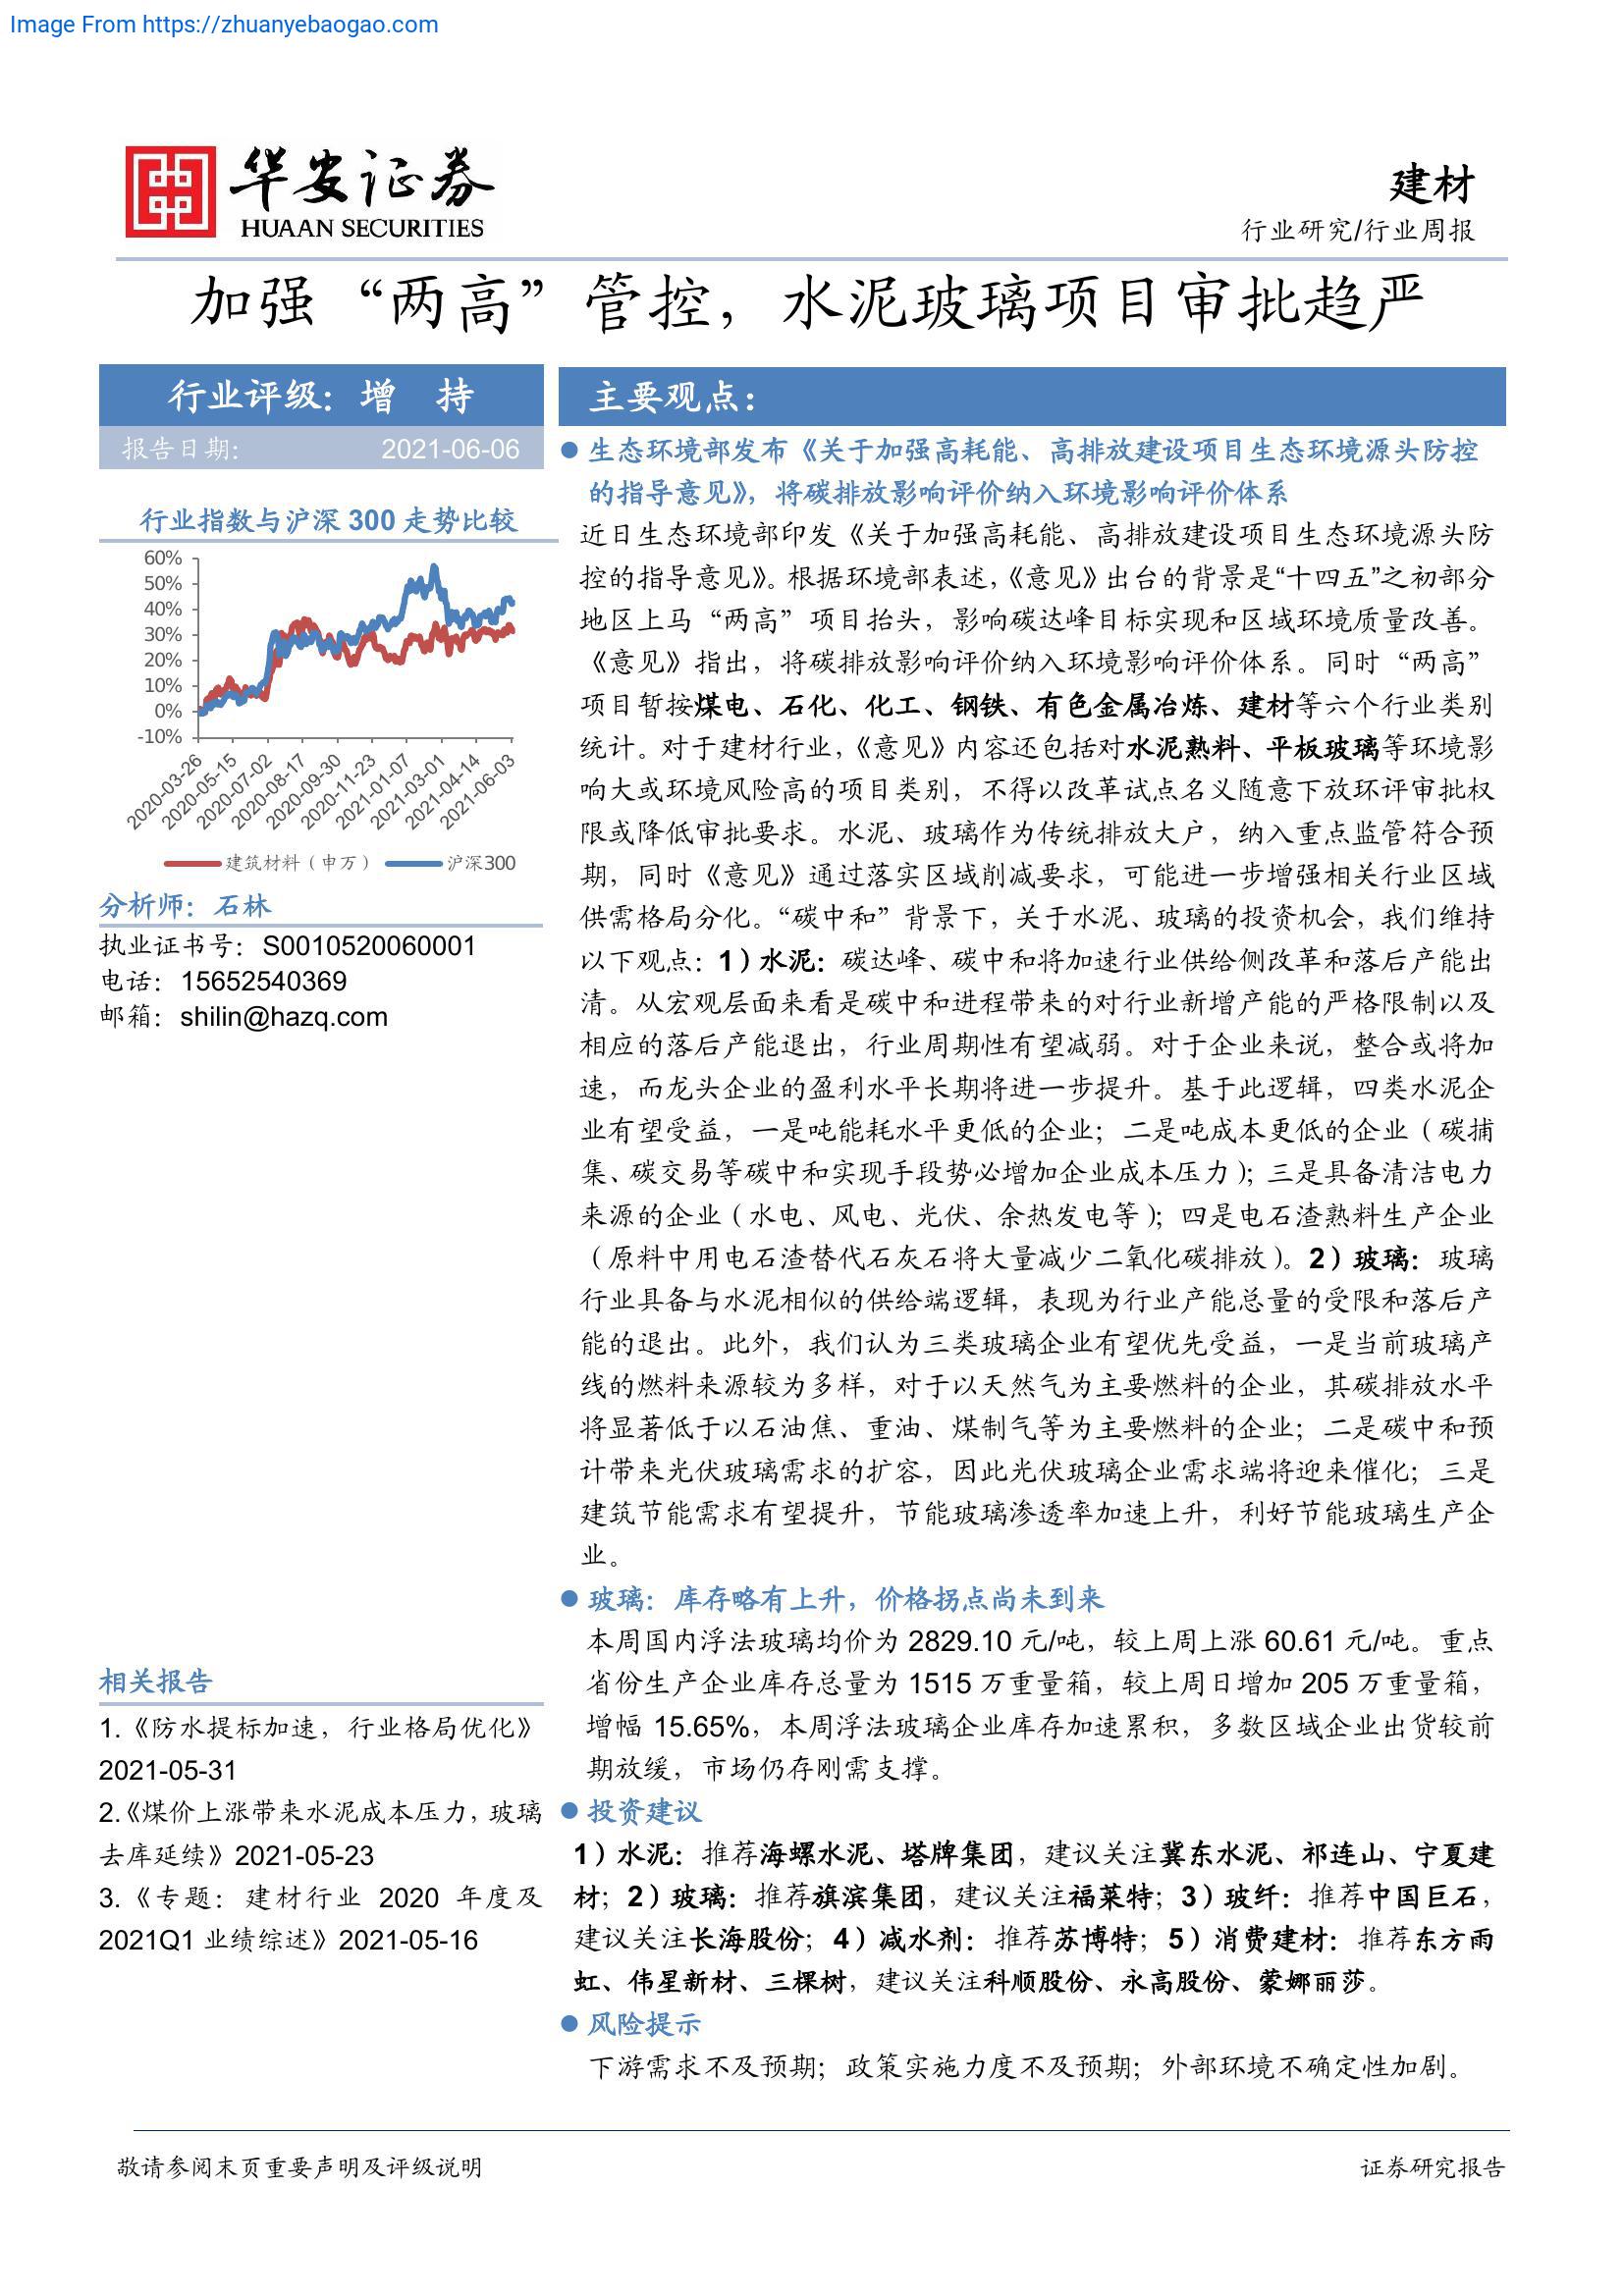 Image From https://zhuanyebaogao.com
华安证券
HUAAN SECURITIES
建材
行业研究/行业周报
加强“两高”管控，水泥玻璃项目审批趋严
行业评级：增 持
报告日期： 2021-06-06
行业指数与沪深 300 走势比较
60%
50%
40%
30%
20%
10%
0%
-10%
2020-03-26
2020-05-15
2020-07-02
2020-08-17
2020-09-30
2020-11-23
2021-01-07
2021-03-01
2021-04-14
2021-06-03
建筑材料（申万） 沪深300
分析师：石林
执业证书号：S0010520060001
电话：15652540369
邮箱：shilin@hazq.com
相关报告
1.《防水提标加速，行业格局优化》
2021-05-31
2.《煤价上涨带来水泥成本压力，玻璃
去库延续》2021-05-23
3.《专题：建材行业 2020 年度及
2021Q1 业绩综述》2021-05-16
主要观点：
● 生态环境部发布《关于加强高耗能、高排放建设项目生态环境源头防控
的指导意见》，将碳排放影响评价纳入环境影响评价体系
近日生态环境部印发《关于加强高耗能、高排放建设项目生态环境源头防
控的指导意见》。根据环境部表述，《意见》出台的背景是“十四五”之初部分
地区上马“两高”项目抬头，影响碳达峰目标实现和区域环境质量改善。
《意见》指出，将碳排放影响评价纳入环境影响评价体系。同时“两高”
项目暂按煤电、石化、化工、钢铁、有色金属冶炼、建材等六个行业类别
统计。对于建材行业，《意见》内容还包括对水泥熟料、平板玻璃等环境影
响大或环境风险高的项目类别，不得以改革试点名义随意下放环评审批权
限或降低审批要求。水泥、玻璃作为传统排放大户，纳入重点监管符合预
期，同时《意见》通过落实区域削减要求，可能进一步增强相关行业区域
供需格局分化。“碳中和”背景下，关于水泥、玻璃的投资机会，我们维持
以下观点：1）水泥：碳达峰、碳中和将加速行业供给侧改革和落后产能出
清。从宏观层面来看是碳中和进程带来的对行业新增产能的严格限制以及
相应的落后产能退出，行业周期性有望减弱。对于企业来说，整合或将加
速，而龙头企业的盈利水平长期将进一步提升。基于此逻辑，四类水泥企
业有望受益，一是吨能耗水平更低的企业；二是吨成本更低的企业（碳捕
集、碳交易等碳中和实现手段势必增加企业成本压力）；三是具备清洁电力
来源的企业（水电、风电、光伏、余热发电等）；四是电石渣熟料生产企业
（原料中用电石渣替代石灰石将大量减少二氧化碳排放）。2）玻璃：玻璃
行业具备与水泥相似的供给端逻辑，表现为行业产能总量的受限和落后产
能的退出。此外，我们认为三类玻璃企业有望优先受益，一是当前玻璃产
线的燃料来源较为多样，对于以天然气为主要燃料的企业，其碳排放水平
将显著低于以石油焦、重油、煤制气等为主要燃料的企业；二是碳中和预
计带来光伏玻璃需求的扩容，因此光伏玻璃企业需求端将迎来催化；三是
建筑节能需求有望提升，节能玻璃渗透率加速上升，利好节能玻璃生产企
业。
● 玻璃：库存略有上升，价格拐点尚未到来
本周国内浮法玻璃均价为 2829.10 元/吨，较上周上涨 60.61 元/吨。重点
省份生产企业库存总量为 1515 万重量箱，较上周日增加 205 万重量箱，
增幅 15.65%，本周浮法玻璃企业库存加速累积，多数区域企业出货较前
期放缓，市场仍存刚需支撑。
● 投资建议
1）水泥：推荐海螺水泥、塔牌集团，建议关注冀东水泥、祁连山、宁夏建
材；2）玻璃：推荐旗滨集团，建议关注福莱特；3）玻纤：推荐中国巨石，
建议关注长海股份；4）减水剂：推荐苏博特；5）消费建材：推荐东方雨
虹、伟星新材、三棵树，建议关注科顺股份、永高股份、蒙娜丽莎。
● 风险提示
下游需求不及预期；政策实施力度不及预期；外部环境不确定性加剧。
敬请参阅末页重要声明及评级说明
证券研究报告